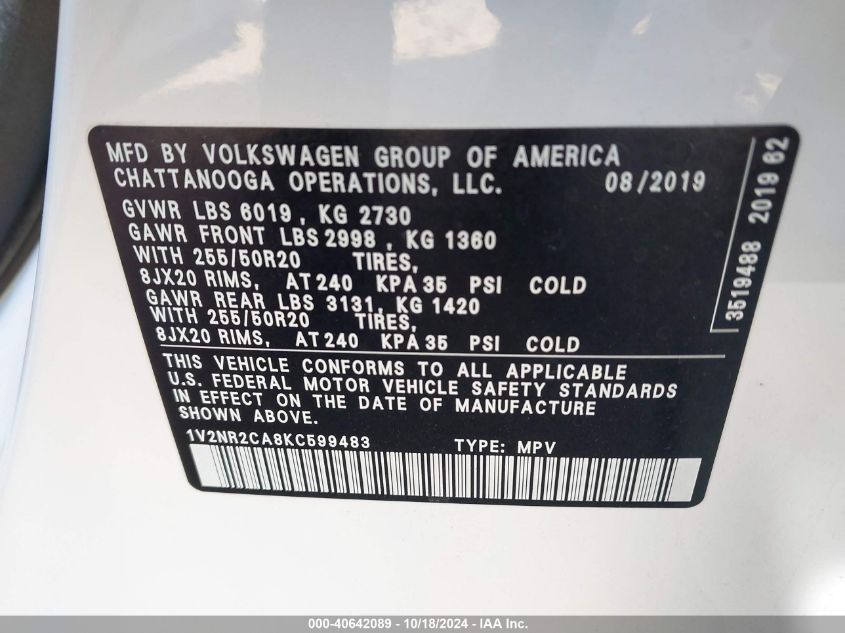 MFD BY VOLKSWAGEN GROUP OF AMERICA
CHATTANOOGA OPERATIONS, LLC. 08/2019
GVWR LBS 6019, KG 2730
GAWR FRONT LBS 2998, KG 1360
WITH 255/50R20 TIRES,
8JX20 RIMS, AT 240 KPA 35 PSI COLD
GAWR REAR LBS 3131, KG 1420
WITH 255/50R20 TIRES,
8JX20 RIMS, AT 240 KPA 35 PSI COLD
THIS VEHICLE CONFORMS TO ALL APPLICABLE
U.S. FEDERAL MOTOR VEHICLE SAFETY STANDARDS
IN EFFECT ON THE DATE OF MANUFACTURE
SHOWN ABOVE.
1V2NR2CA8KC599483 TYPE: MPV
3519488 2019 62
000-40642089 - 10/18/2024 - IAA Inc.